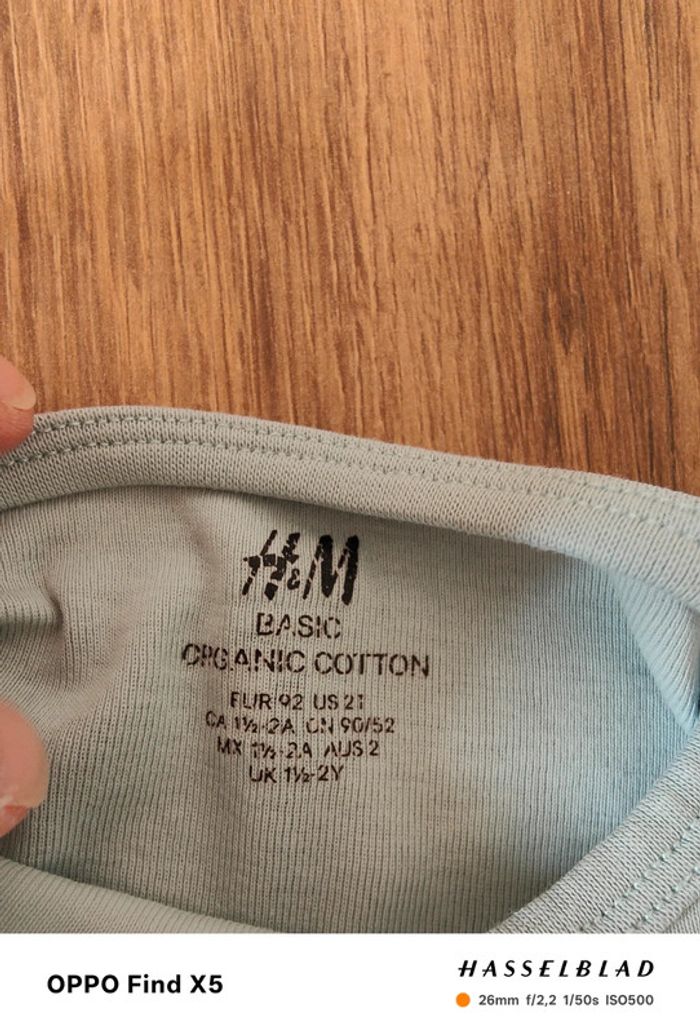 H&M
BASIC
ORGANIC COTTON
EUR 92 US 2T
CA 1½-2A CN 90/52
MX 1½-2A AUS 2
UK 1½-2Y
OPPO Find X5
HASSELBLAD
26mm f/2,2 1/50s ISO500